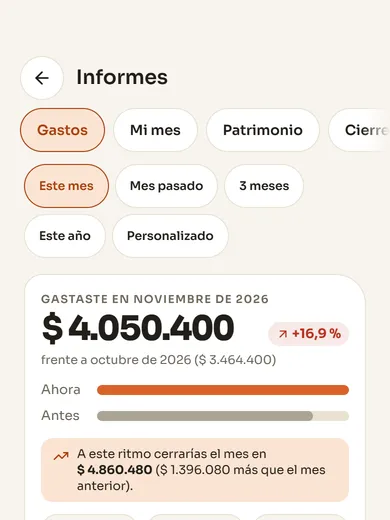 Informes
Gastos Mi mes Patrimonio Cierre
Este mes Mes pasado 3 meses
Este año Personalizado
GASTASTE EN NOVIEMBRE DE 2026
$ 4.050.400 +16,9 %
frente a octubre de 2026 ($ 3.464.400)
Ahora
Antes
A este ritmo cerrarías el mes en
$ 4.860.480 ($ 1.396.080 más que el mes
anterior).